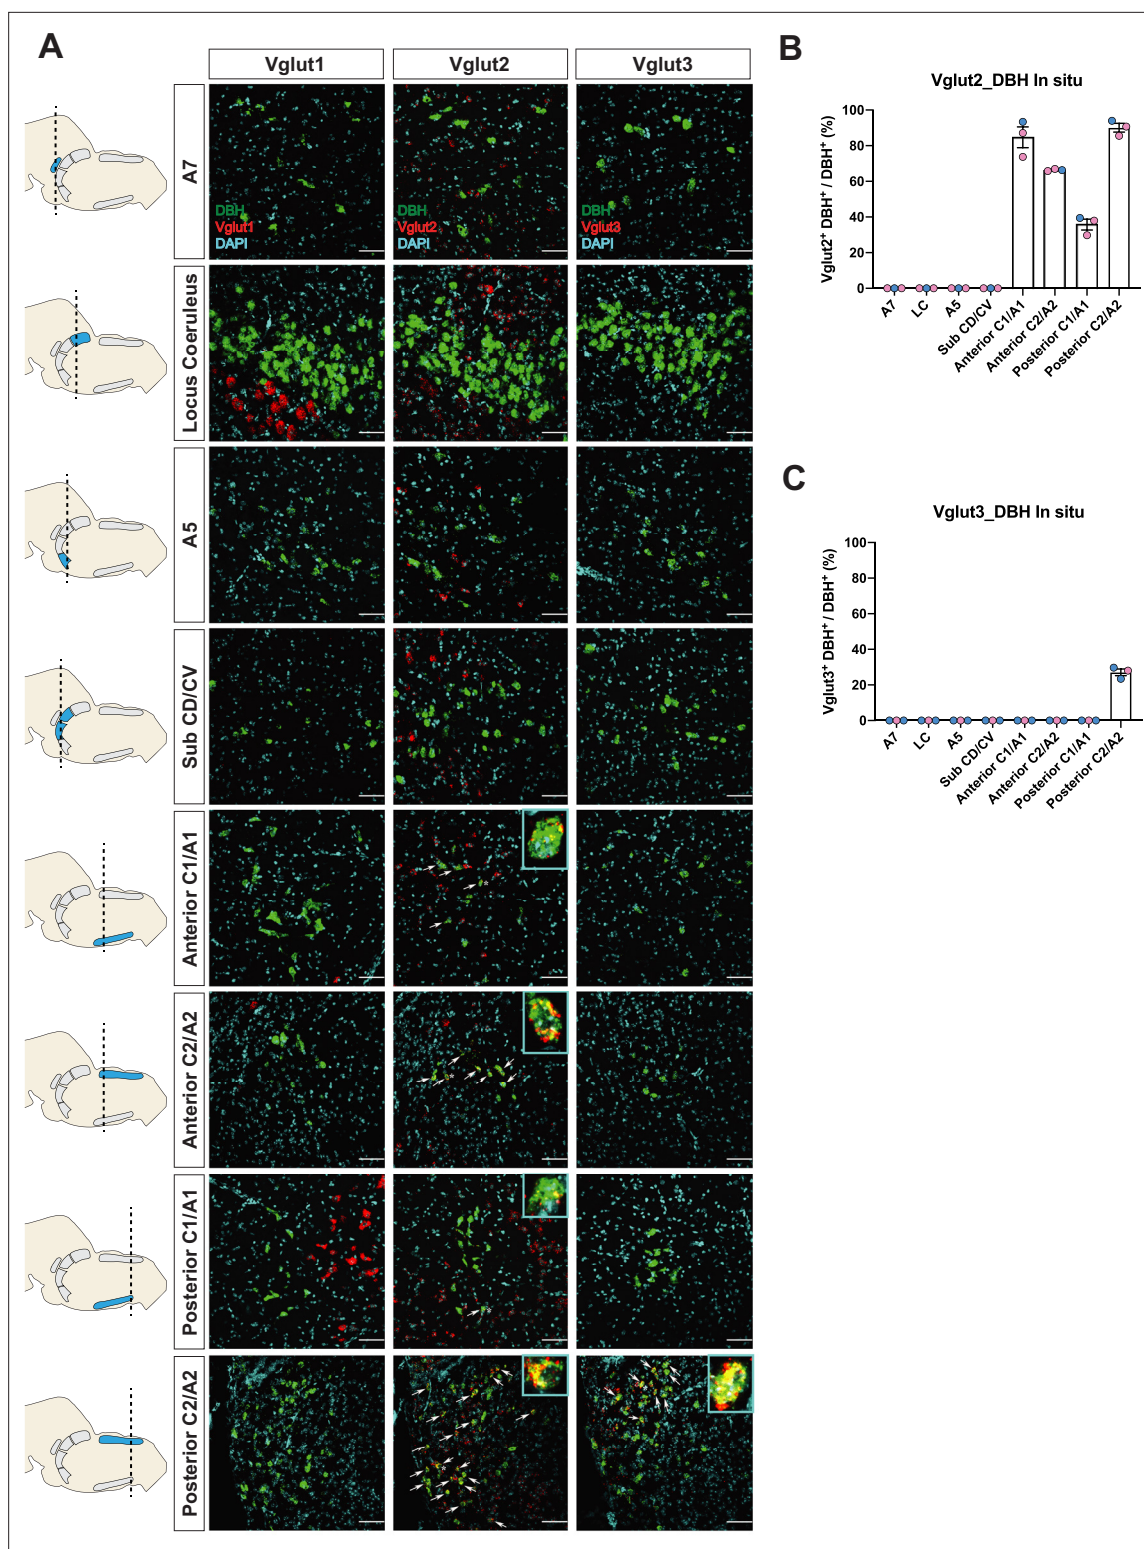 A
Vglut1
Vglut2
Vglut3
A7
DBH
Vglut1
DAPI
DBH
Vglut2
DAPI
DBH
Vglut3
DAPI
Locus Coeruleus
A5
Sub CD/CV
Anterior C1/A1
*
Anterior C2/A2
*
Posterior C1/A1
*
Posterior C2/A2
*
B
Vglut2_DBH In situ
Vglut2⁺ DBH⁺ / DBH⁺ (%)
100
80
60
40
20
0
A7
LC
A5
Sub CD/CV
Anterior C1/A1
Anterior C2/A2
Posterior C1/A1
Posterior C2/A2
C
Vglut3_DBH In situ
Vglut3⁺ DBH⁺ / DBH⁺ (%)
100
80
60
40
20
0
A7
LC
A5
Sub CD/CV
Anterior C1/A1
Anterior C2/A2
Posterior C1/A1
Posterior C2/A2